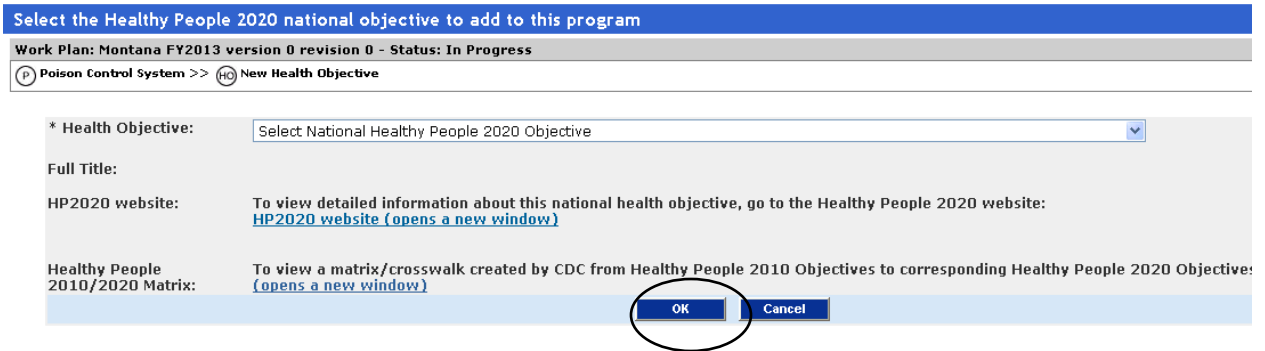 Select the Healthy People 2020 national objective to add to this program
Work Plan: Montana FY2013 version 0 revision 0 - Status: In Progress
P Poison Control System >> HO New Health Objective
* Health Objective: Select National Healthy People 2020 Objective
Full Title:
HP2020 website: To view detailed information about this national health objective, go to the Healthy People 2020 website:
HP2020 website (opens a new window)
Healthy People To view a matrix/crosswalk created by CDC from Healthy People 2010 Objectives to corresponding Healthy People 2020 Objectives
2010/2020 Matrix: (opens a new window)
OK Cancel